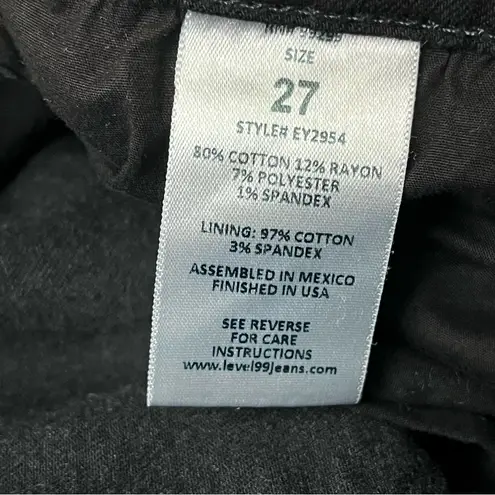 SIZE
27
STYLE# EY2954
80% COTTON 12% RAYON
7% POLYESTER
1% SPANDEX
LINING: 97% COTTON
3% SPANDEX
ASSEMBLED IN MEXICO
FINISHED IN USA
SEE REVERSE
FOR CARE
INSTRUCTIONS
www.level99jeans.com